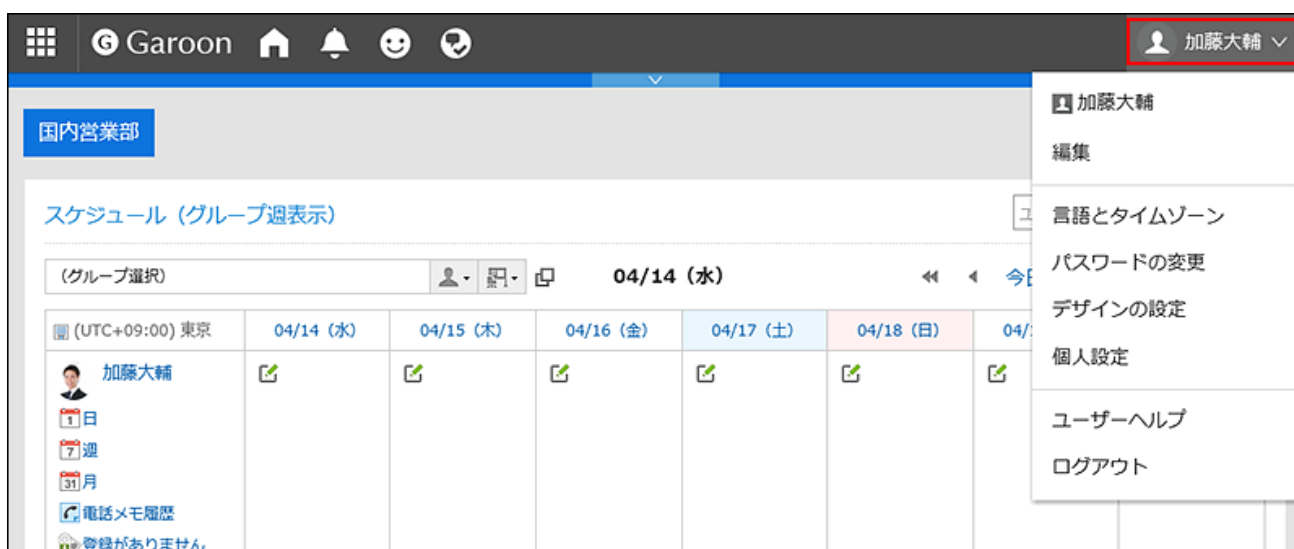 Garoon
加藤大輔
国内営業部
加藤大輔
編集
言語とタイムゾーン
パスワードの変更
デザインの設定
個人設定
ユーザーヘルプ
ログアウト
スケジュール（グループ週表示）
（グループ選択） 04/14（水） 今日
(UTC+09:00) 東京 04/14（水） 04/15（木） 04/16（金） 04/17（土） 04/18（日） 04/
加藤大輔
1 日
7 週
31 月
電話メモ履歴
登録がありません